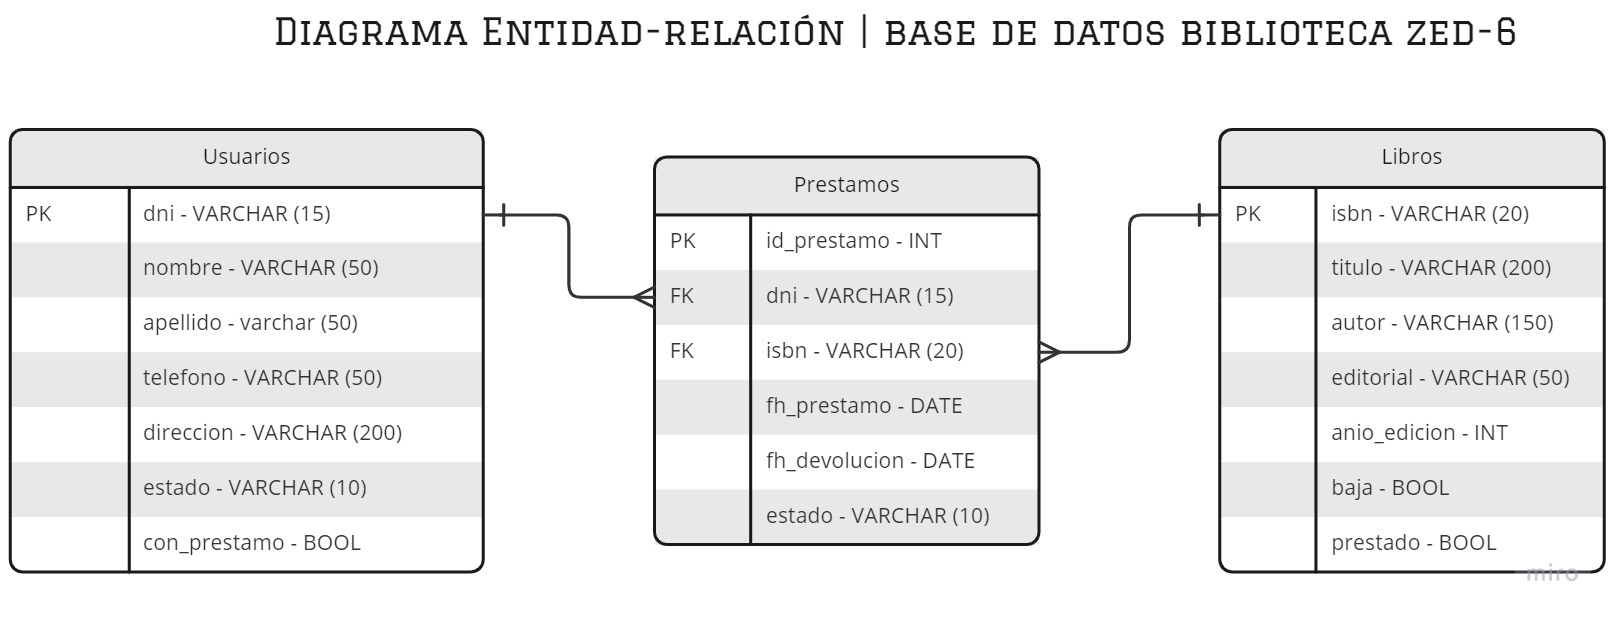 Diagrama Entidad-relación | base de datos biblioteca zed-6
Usuarios
PK dni - VARCHAR (15)
nombre - VARCHAR (50)
apellido - varchar (50)
telefono - VARCHAR (50)
direccion - VARCHAR (200)
estado - VARCHAR (10)
con_prestamo - BOOL
Prestamos
PK id_prestamo - INT
FK dni - VARCHAR (15)
FK isbn - VARCHAR (20)
fh_prestamo - DATE
fh_devolucion - DATE
estado - VARCHAR (10)
Libros
PK isbn - VARCHAR (20)
titulo - VARCHAR (200)
autor - VARCHAR (150)
editorial - VARCHAR (50)
anio_edicion - INT
baja - BOOL
prestado - BOOL
miro